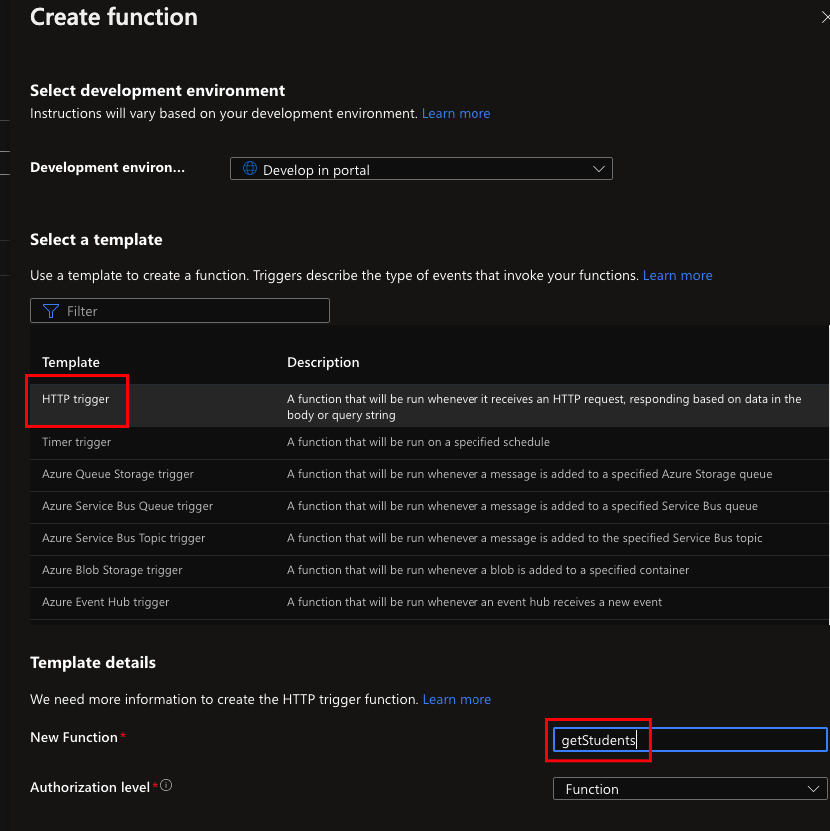 Create function
Select development environment
Instructions will vary based on your development environment. Learn more
Development environ... Develop in portal
Select a template
Use a template to create a function. Triggers describe the type of events that invoke your functions. Learn more
Filter
Template Description
HTTP trigger A function that will be run whenever it receives an HTTP request, responding based on data in the
body or query string
Timer trigger A function that will be run on a specified schedule
Azure Queue Storage trigger A function that will be run whenever a message is added to a specified Azure Storage queue
Azure Service Bus Queue trigger A function that will be run whenever a message is added to a specified Service Bus queue
Azure Service Bus Topic trigger A function that will be run whenever a message is added to the specified Service Bus topic
Azure Blob Storage trigger A function that will be run whenever a blob is added to a specified container
Azure Event Hub trigger A function that will be run whenever an event hub receives a new event
Template details
We need more information to create the HTTP trigger function. Learn more
New Function* getStudents
Authorization level* Function